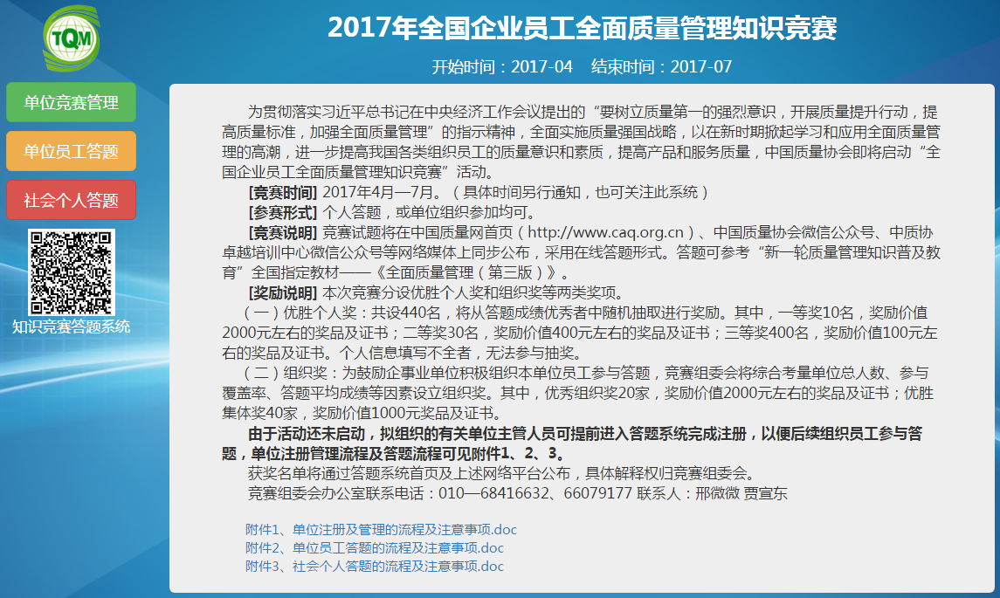 TQM
2017年全国企业员工全面质量管理知识竞赛
开始时间：2017-04 结束时间：2017-07
单位竞赛管理
单位员工答题
社会个人答题
知识竞赛答题系统
为贯彻落实习近平总书记在中央经济工作会议提出的“要树立质量第一的强烈意识，开展质量提升行动，提
高质量标准，加强全面质量管理”的指示精神，全面实施质量强国战略，以在新时期掀起学习和应用全面质量管
理的高潮，进一步提高我国各类组织员工的质量意识和素质，提高产品和服务质量，中国质量协会即将启动“全
国企业员工全面质量管理知识竞赛”活动。
[竞赛时间] 2017年4月—7月。（具体时间另行通知，也可关注此系统）
[参赛形式] 个人答题，或单位组织参加均可。
[竞赛说明] 竞赛试题将在中国质量网首页（http://www.caq.org.cn）、中国质量协会微信公众号、中质协
卓越培训中心微信公众号等网络媒体上同步公布，采用在线答题形式。答题可参考“新一轮质量管理知识普及教
育”全国指定教材——《全面质量管理（第三版）》。
[奖励说明] 本次竞赛分设优胜个人奖和组织奖等两类奖项。
（一）优胜个人奖：共设440名，将从答题成绩优秀者中随机抽取进行奖励。其中，一等奖10名，奖励价值
2000元左右的奖品及证书；二等奖30名，奖励价值400元左右的奖品及证书；三等奖400名，奖励价值100元左
右的奖品及证书。个人信息填写不全者，无法参与抽奖。
（二）组织奖：为鼓励企事业单位积极组织本单位员工参与答题，竞赛组委会将综合考量单位总人数、参与
覆盖率、答题平均成绩等因素设立组织奖。其中，优秀组织奖20家，奖励价值2000元左右的奖品及证书；优胜
集体奖40家，奖励价值1000元奖品及证书。
由于活动还未启动，拟组织的有关单位主管人员可提前进入答题系统完成注册，以便后续组织员工参与答
题，单位注册管理流程及答题流程可见附件1、2、3。
获奖名单将通过答题系统首页及上述网络平台公布，具体解释权归竞赛组委会。
竞赛组委会办公室联系电话：010—68416632、66079177 联系人：邢微微 贾宣东
附件1、单位注册及管理的流程及注意事项.doc
附件2、单位员工答题的流程及注意事项.doc
附件3、社会个人答题的流程及注意事项.doc